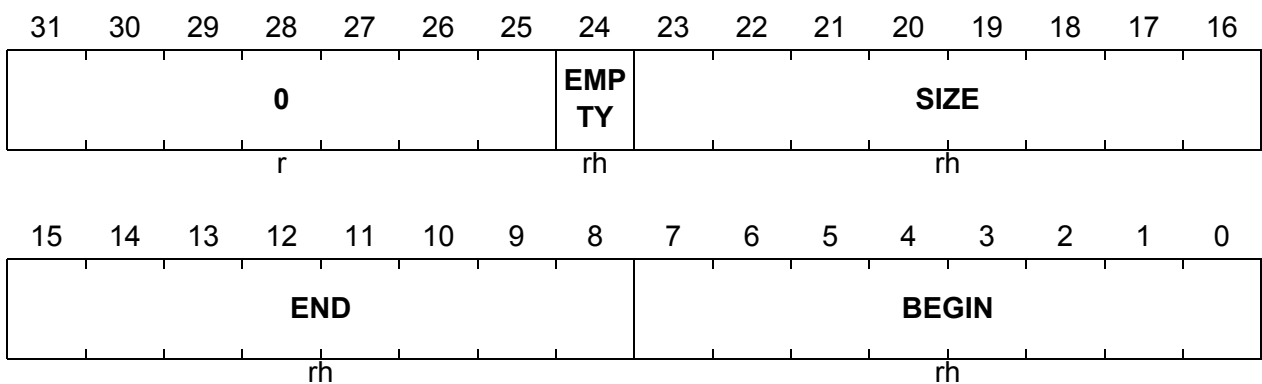 31 30 29 28 27 26 25 24 23 22 21 20 19 18 17 16
0 EMP SIZE
TY
r rh rh
15 14 13 12 11 10 9 8 7 6 5 4 3 2 1 0
END BEGIN
rh rh